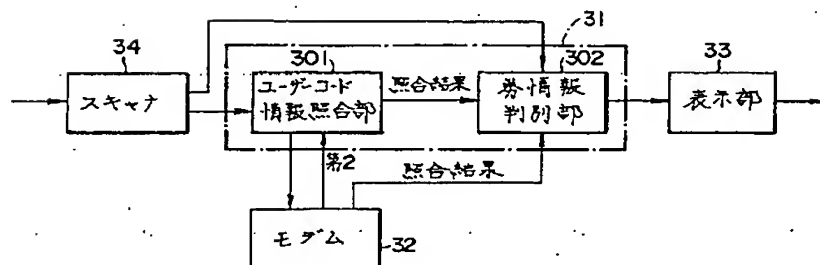 31
34
301
302
33
スキャナ
ユーザーコード
情報照合部
照合結果
券情報
判別部
表示部
第2
照合結果
モデム
32